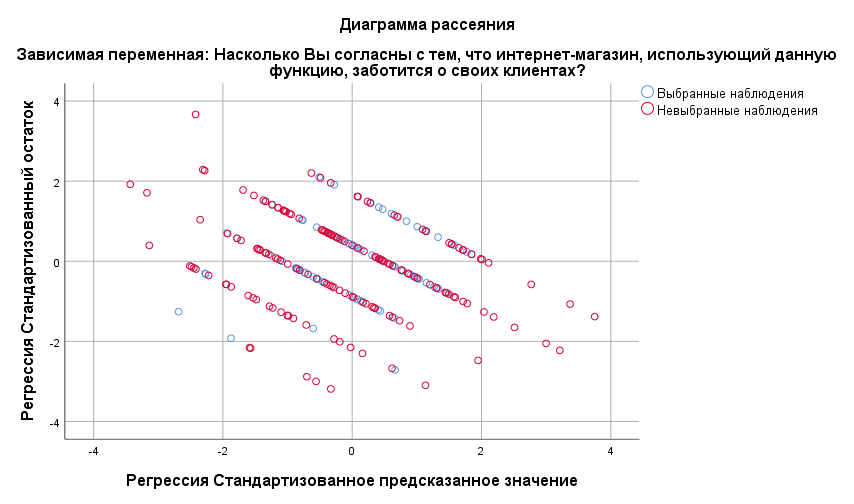 Диаграмма рассеяния
Зависимая переменная: Насколько Вы согласны с тем, что интернет-магазин, использующий данную
функцию, заботится о своих клиентах?
Выбранные наблюдения
Невыбранные наблюдения
Регрессия Стандартизованный остаток
4
2
0
-2
-4
-4
-2
0
2
4
Регрессия Стандартизованное предсказанное значение